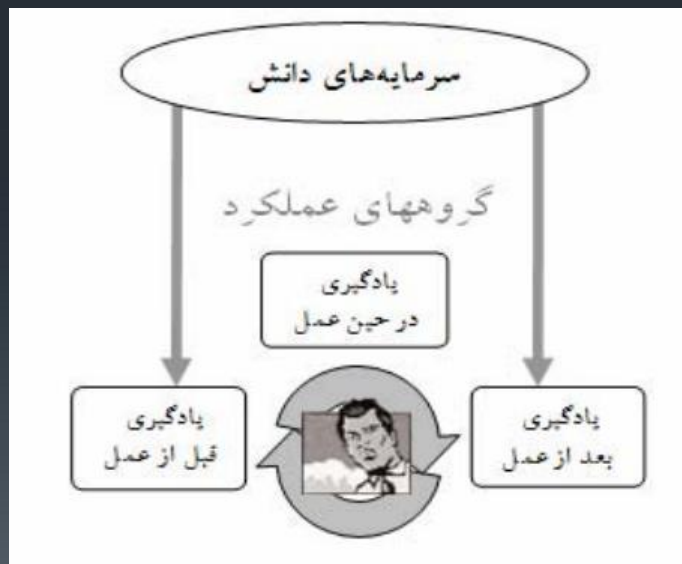 سرمایه‌های دانش
گروههای عملکرد
یادگیری
در حین عمل
یادگیری
بعد از عمل
یادگیری
قبل از عمل